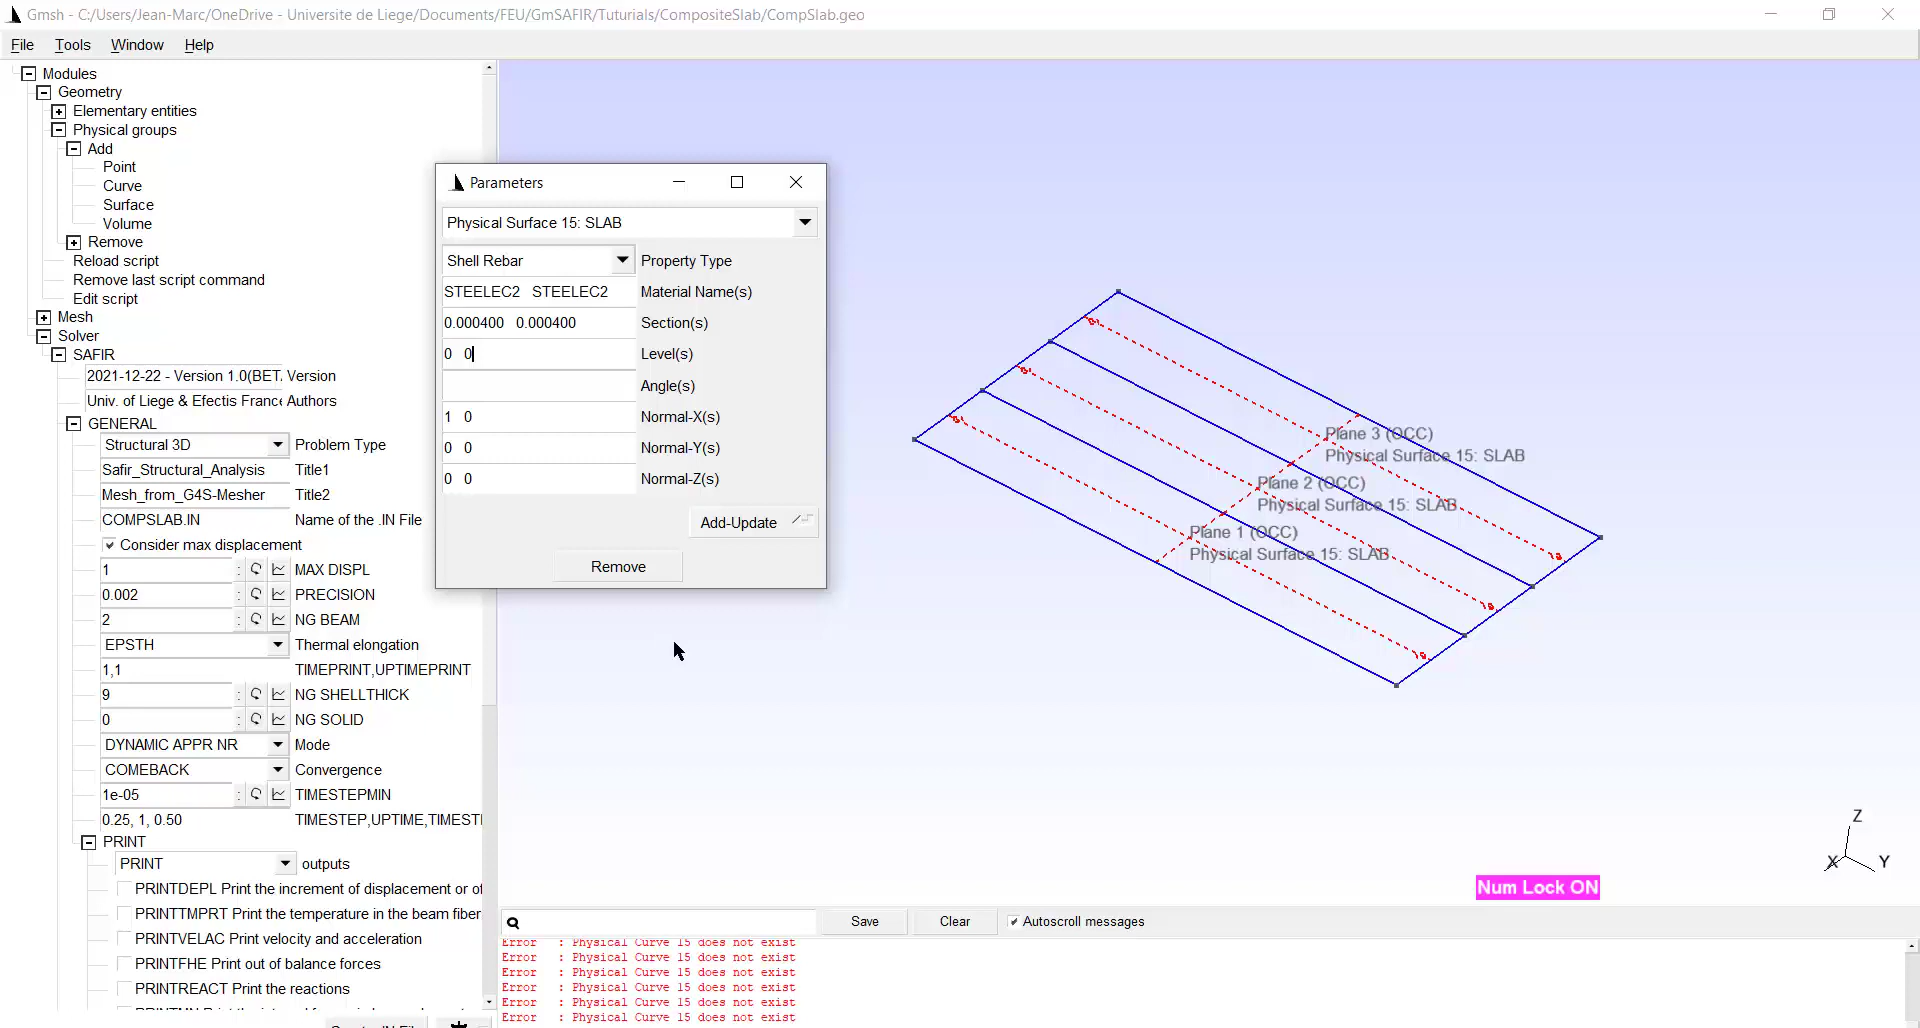 Gmsh - C:/Users/Jean-Marc/OneDrive - Universite de Liege/Documents/FEU/GmSAFIR/Tuturials/CompositeSlab/CompSlab.geo
File Tools Window Help
Modules
Geometry
Elementary entities
Physical groups
Add
Point
Curve
Surface
Volume
Remove
Reload script
Remove last script command
Edit script
Mesh
Solver
SAFIR
2021-12-22 - Version 1.0(BET. Version
Univ. of Liege & Efectis France Authors
GENERAL
Structural 3D Problem Type
Safir_Structural_Analysis Title1
Mesh_from_G4S-Mesher Title2
COMPSLAB.IN Name of the .IN File
Consider max displacement
1 : MAX DISPL
0.002 : PRECISION
2 : NG BEAM
EPSTH Thermal elongation
1,1 TIMEPRINT,UPTIMEPRINT
9 : NG SHELLTHICK
0 : NG SOLID
DYNAMIC APPR NR Mode
COMEBACK Convergence
1e-05 : TIMESTEPMIN
0.25, 1, 0.50 TIMESTEP,UPTIME,TIMEST
PRINT
PRINT outputs
PRINTDEPL Print the increment of displacement or of
PRINTTMPRT Print the temperature in the beam fiber
PRINTVELAC Print velocity and acceleration
PRINTFHE Print out of balance forces
PRINTREACT Print the reactions
Parameters
Physical Surface 15: SLAB
Shell Rebar Property Type
STEELEC2 STEELEC2 Material Name(s)
0.000400 0.000400 Section(s)
0 0 Level(s)
Angle(s)
1 0 Normal-X(s)
0 0 Normal-Y(s)
0 0 Normal-Z(s)
Add-Update
Remove
Plane 3 (OCC)
Physical Surface 15: SLAB
Plane 2 (OCC)
Physical Surface 15: SLAB
Plane 1 (OCC)
Physical Surface 15: SLAB
Z
X Y
Num Lock ON
Save Clear Autoscroll messages
Error : Physical Curve 15 does not exist
Error : Physical Curve 15 does not exist
Error : Physical Curve 15 does not exist
Error : Physical Curve 15 does not exist
Error : Physical Curve 15 does not exist
Error : Physical Curve 15 does not exist